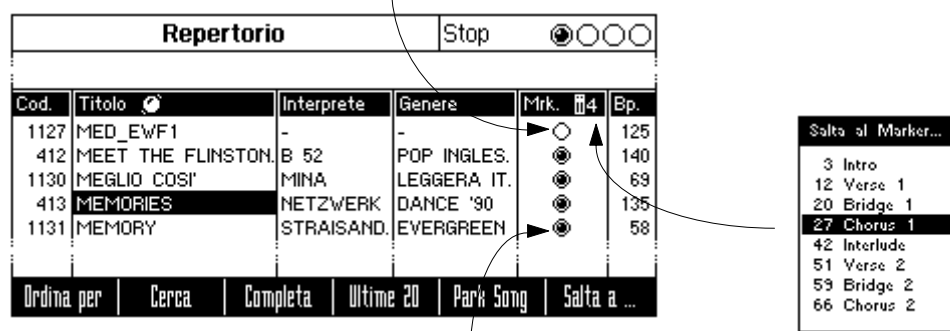 Repertorio Stop
Cod. Titolo Interprete Genere Mrk. 4 Bp.
1127 MED_EWF1 - - 125
412 MEET THE FLINSTON. B 52 POP INGLES. 140
1130 MEGLIO COSI' MINA LEGGERA IT. 69
413 MEMORIES NETZWERK DANCE '90 135
1131 MEMORY STRAISAND. EVERGREEN 58
Ordina per Cerca Completa Ultime 20 Park Song Salta a ...
Salta al Marker...
3 Intro
12 Verse 1
20 Bridge 1
27 Chorus 1
42 Interlude
51 Verse 2
59 Bridge 2
66 Chorus 2